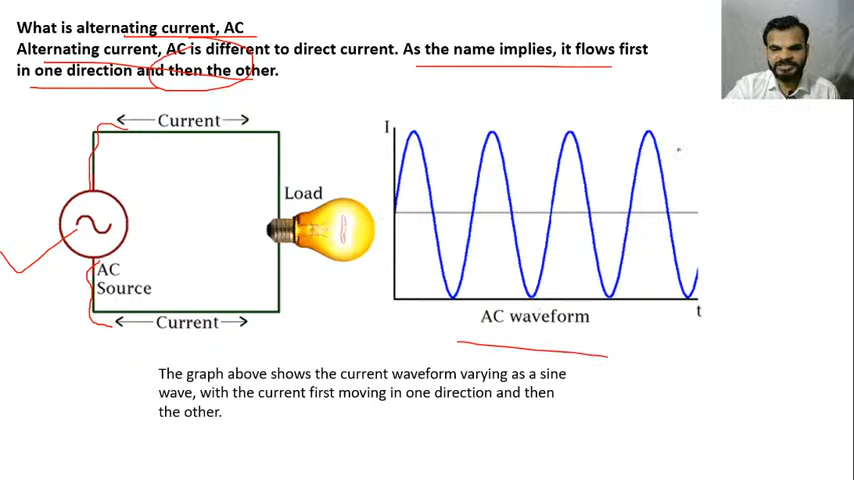 What is alternating current, AC
Alternating current, AC is different to direct current. As the name implies, it flows first
in one direction and then the other.
Current
I
Load
AC
Source
Current
AC waveform
t
The graph above shows the current waveform varying as a sine
wave, with the current first moving in one direction and then
the other.